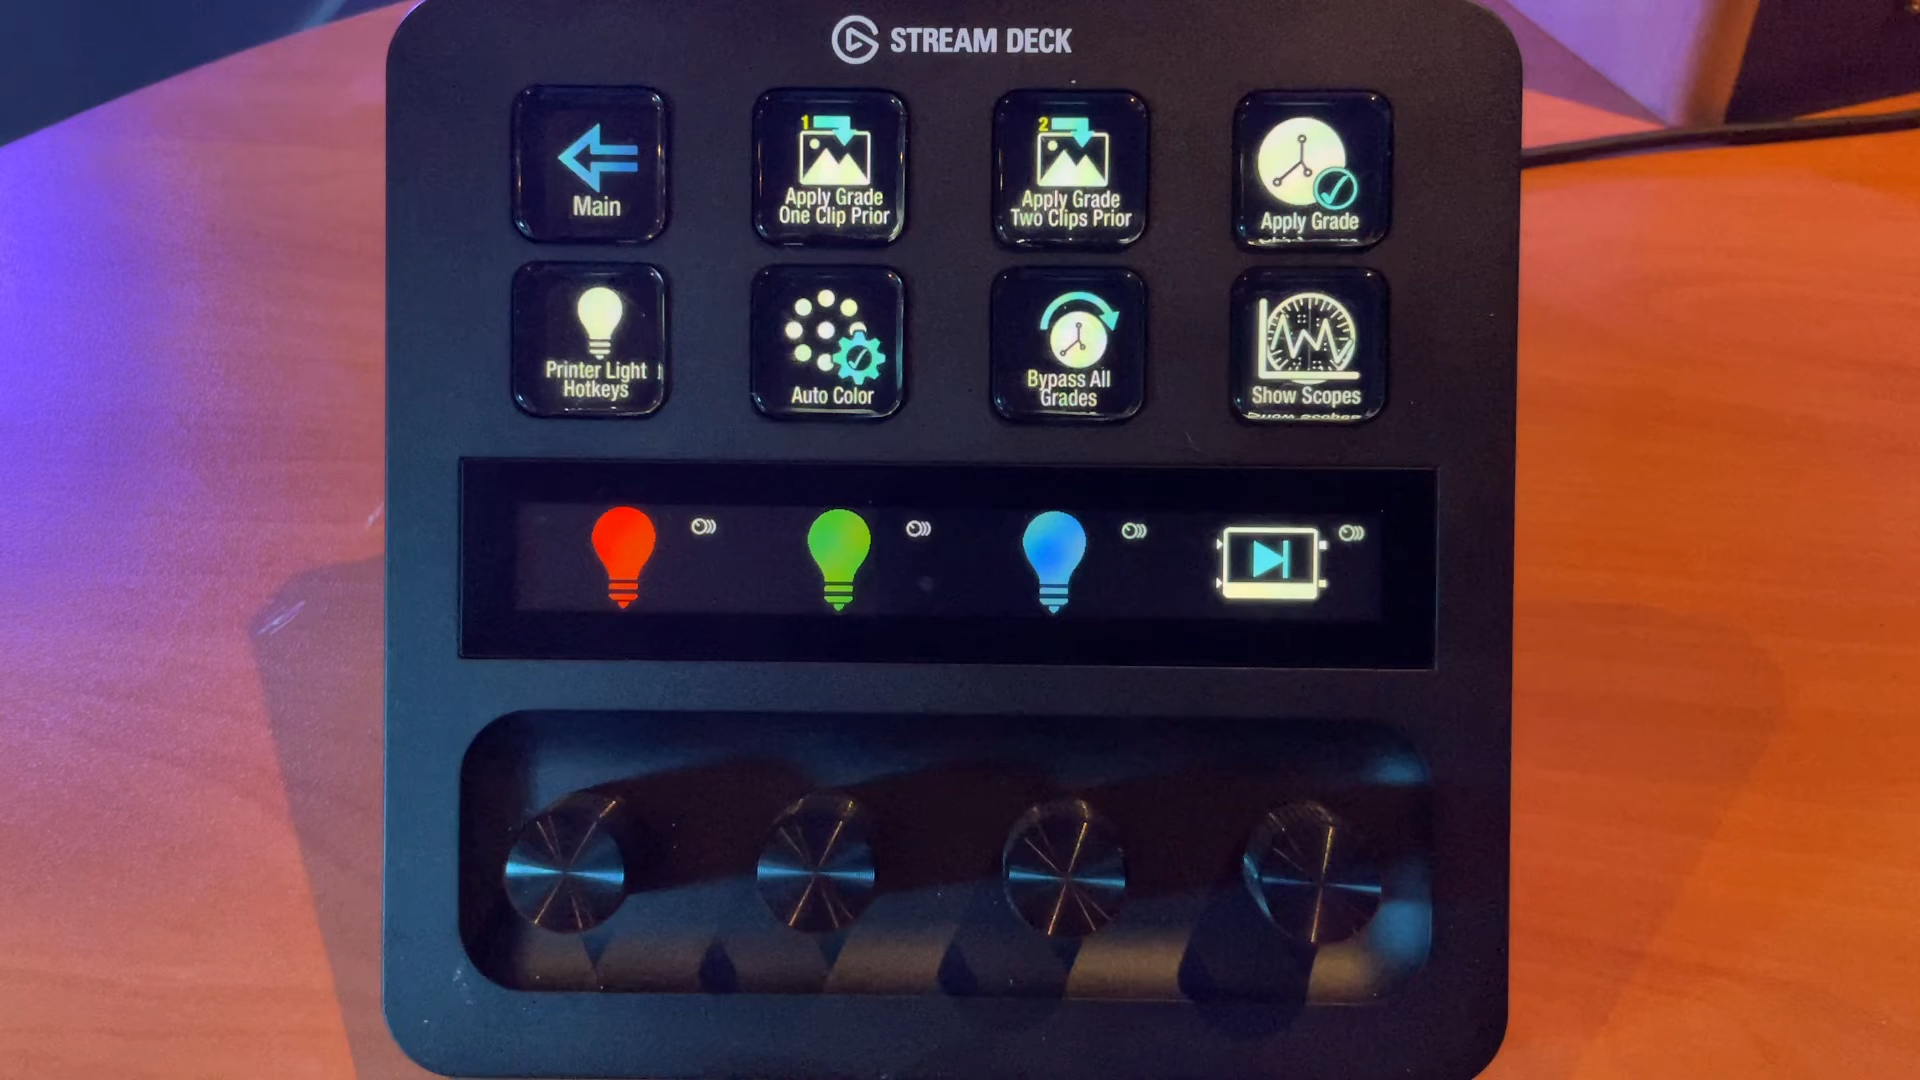 STREAM DECK
Main
1
Apply Grade
One Clip Prior
2
Apply Grade
Two Clips Prior
Apply Grade
Printer Light
Hotkeys
Auto Color
Bypass All
Grades
Show Scopes